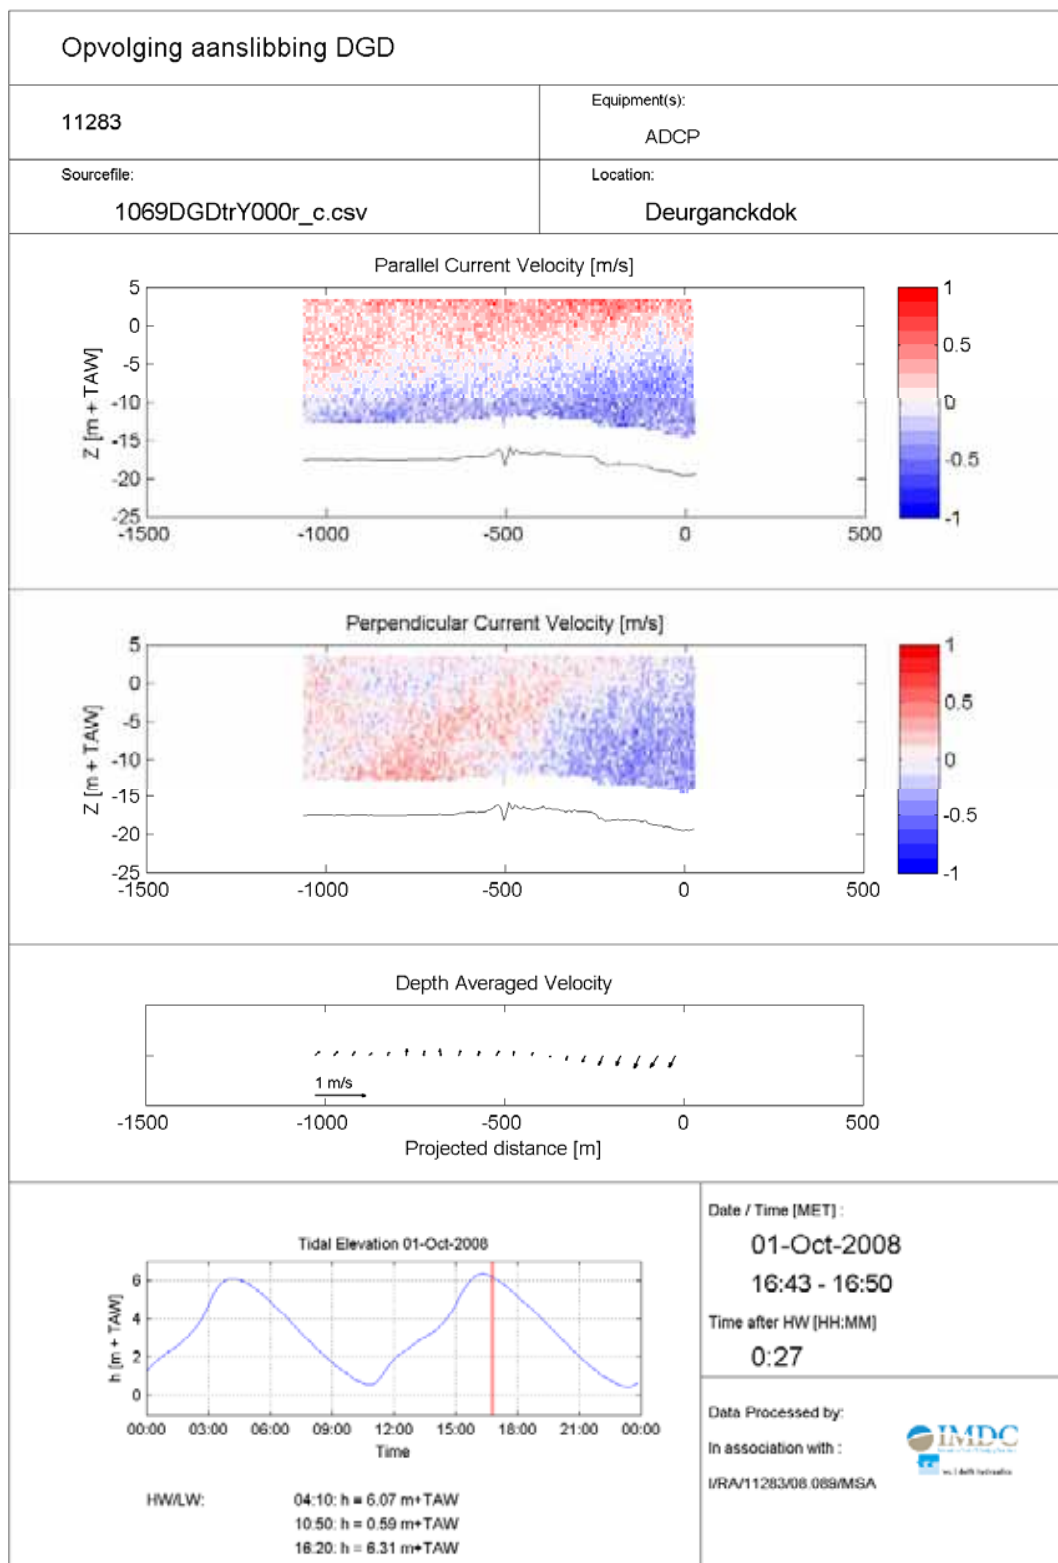 Opvolging aanslibbing DGD
11283
Equipment(s):
ADCP
Sourcefile:
1069DGDtrY000r_c.csv
Location:
Deurganckdok
Parallel Current Velocity [m/s]
5
0
-5
-10
-15
-20
-25
Z [m + TAW]
-1500 -1000 -500 0 500
1
0.5
0
-0.5
-1
Perpendicular Current Velocity [m/s]
5
0
-5
-10
-15
-20
-25
Z [m + TAW]
-1500 -1000 -500 0 500
1
0.5
0
-0.5
-1
Depth Averaged Velocity
1 m/s
-1500 -1000 -500 0 500
Projected distance [m]
Tidal Elevation 01-Oct-2008
6
4
2
0
h [m + TAW]
00:00 03:00 06:00 09:00 12:00 15:00 18:00 21:00 00:00
Time
HW/LW:
04:10: h = 6.07 m+TAW
10:50: h = 0.59 m+TAW
16:20: h = 6.31 m+TAW
Date / Time [MET] :
01-Oct-2008
16:43 - 16:50
Time after HW [HH:MM]
0:27
Data Processed by:
In association with :
I/RA/11283/08.089/MSA
IMDC
wl | delft hydraulics